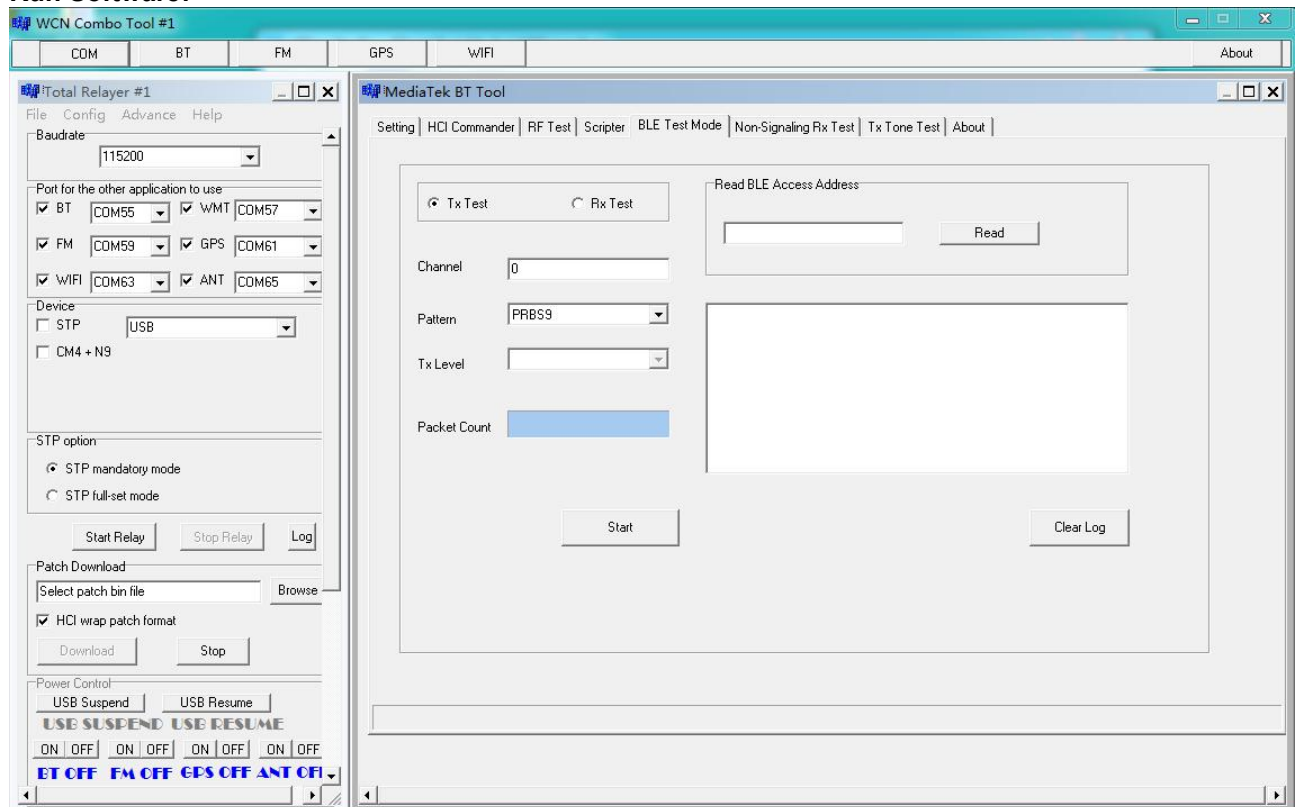 WCN Combo Tool #1
COM BT FM GPS WIFI About
Total Relayer #1
File Config Advance Help
Baudrate
115200
Port for the other application to use
BT COM55 WMT COM57
FM COM59 GPS COM61
WIFI COM63 ANT COM65
Device
STP USB
CM4 + N9
STP option
STP mandatory mode
STP full-set mode
Start Relay Stop Relay Log
Patch Download
Select patch bin file Browse
HCI wrap patch format
Download Stop
Power Control
USB Suspend USB Resume
USB SUSPEND USB RESUME
ON OFF ON OFF ON OFF ON OFF
BT OFF FM OFF GPS OFF ANT
MediaTek BT Tool
Setting HCI Commander RF Test Scripter BLE Test Mode Non-Signaling Rx Test Tx Tone Test About
Tx Test Rx Test
Channel 0
Pattern PRBS9
Tx Level
Packet Count
Start
Read BLE Access Address
Read
Clear Log